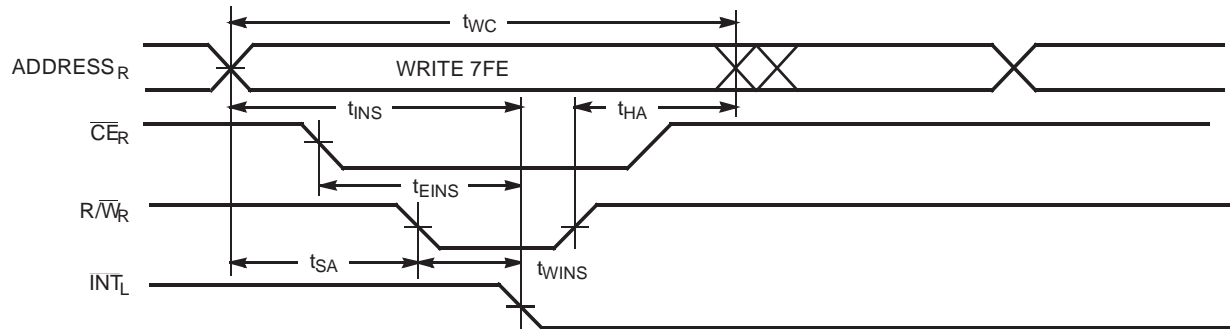 tWC
ADDRESSR
WRITE 7FE
tINS
tHA
CER
tEINS
R/WR
tSA
tWINS
INTL